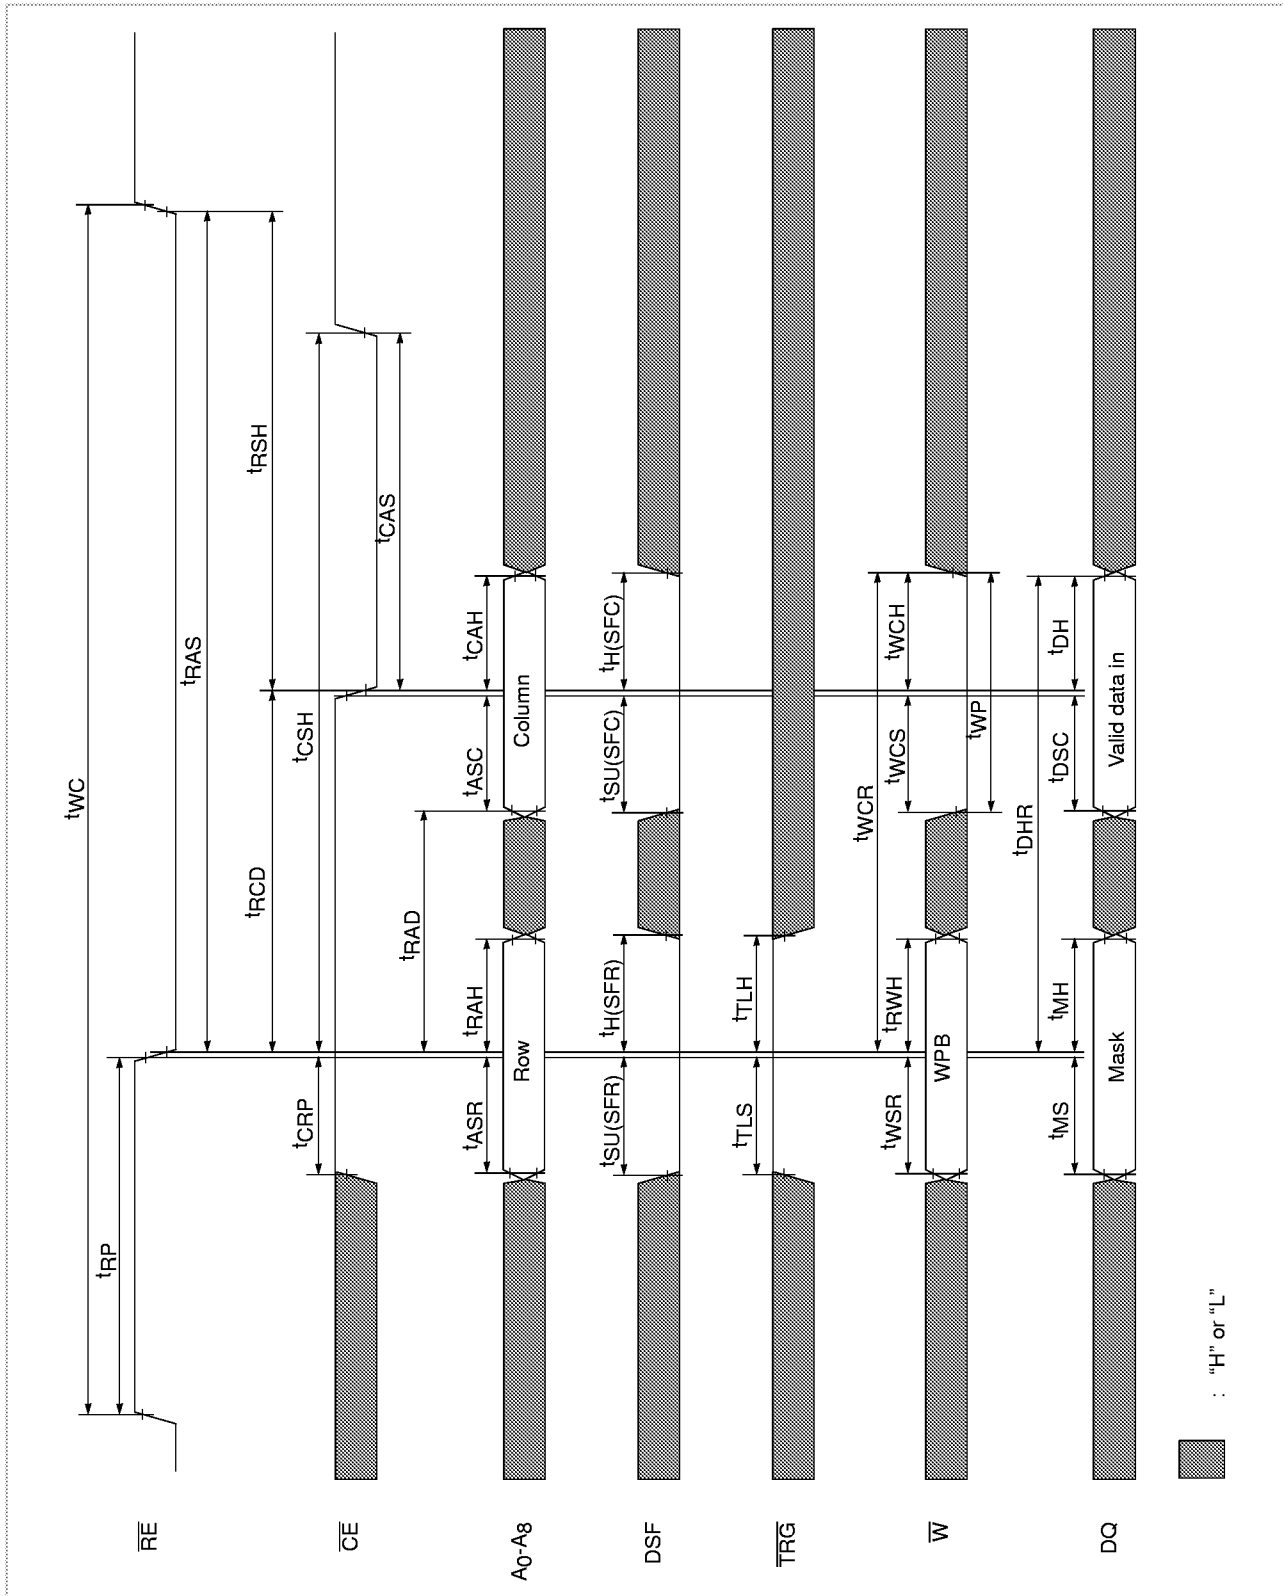 RE
tWC
tRP
tRAS
tRCD
tRSH
CE
tCRP
tCSH
tCAS
tRAD
A0-A8
tASR
tRAH
tASC
tCAH
Row
Column
DSF
tSU(SFR)
tH(SFR)
tSU(SFC)
tH(SFC)
TRG
tTLS
tTLH
W
tWCR
tWSR
tRWH
tWCS
tWCH
WPB
tWP
DQ
tDHR
tMS
tMH
tDSC
tDH
Mask
Valid data in
: “H” or “L”